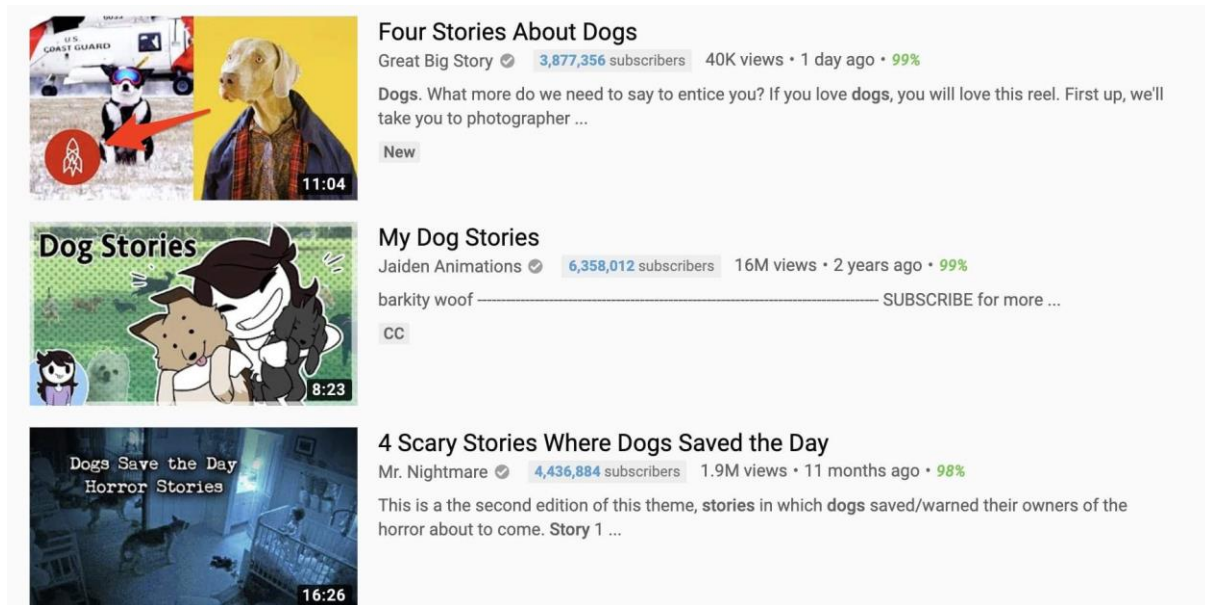 U.S.
COAST GUARD
11:04
Four Stories About Dogs
Great Big Story 3,877,356 subscribers 40K views • 1 day ago • 99%
Dogs. What more do we need to say to entice you? If you love dogs, you will love this reel. First up, we'll
take you to photographer ...
New
Dog Stories
8:23
My Dog Stories
Jaiden Animations 6,358,012 subscribers 16M views • 2 years ago • 99%
barkity woof ------------------------------------------------------------------------------------ SUBSCRIBE for more ...
CC
Dogs Save the Day
Horror Stories
16:26
4 Scary Stories Where Dogs Saved the Day
Mr. Nightmare 4,436,884 subscribers 1.9M views • 11 months ago • 98%
This is a the second edition of this theme, stories in which dogs saved/warned their owners of the
horror about to come. Story 1 ...